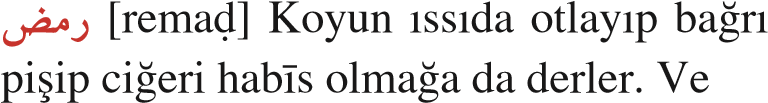 رمض [remaḍ] Koyun ıssıda otlayıp bağrı
pişip ciğeri habīs olmağa da derler. Ve